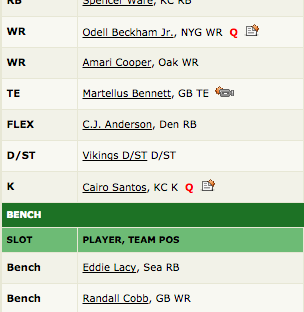 RB Spencer Ware, KC RB
WR Odell Beckham Jr., NYG WR Q
WR Amari Cooper, Oak WR
TE Martellus Bennett, GB TE
FLEX C.J. Anderson, Den RB
D/ST Vikings D/ST D/ST
K Cairo Santos, KC K Q
BENCH
SLOT PLAYER, TEAM POS
Bench Eddie Lacy, Sea RB
Bench Randall Cobb, GB WR